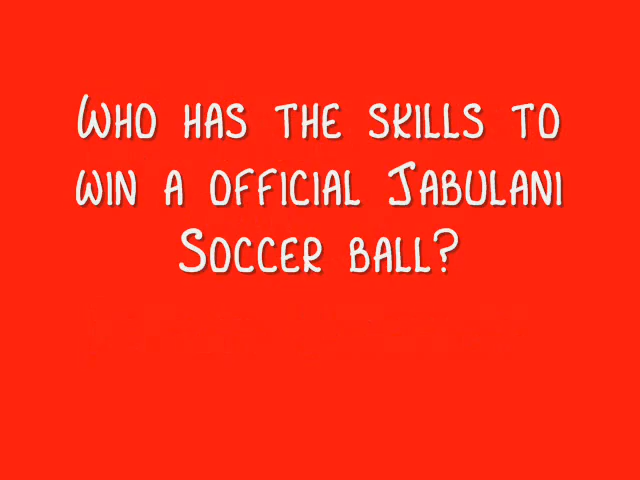 Who has the skills to
win a official Jabulani
Soccer ball?